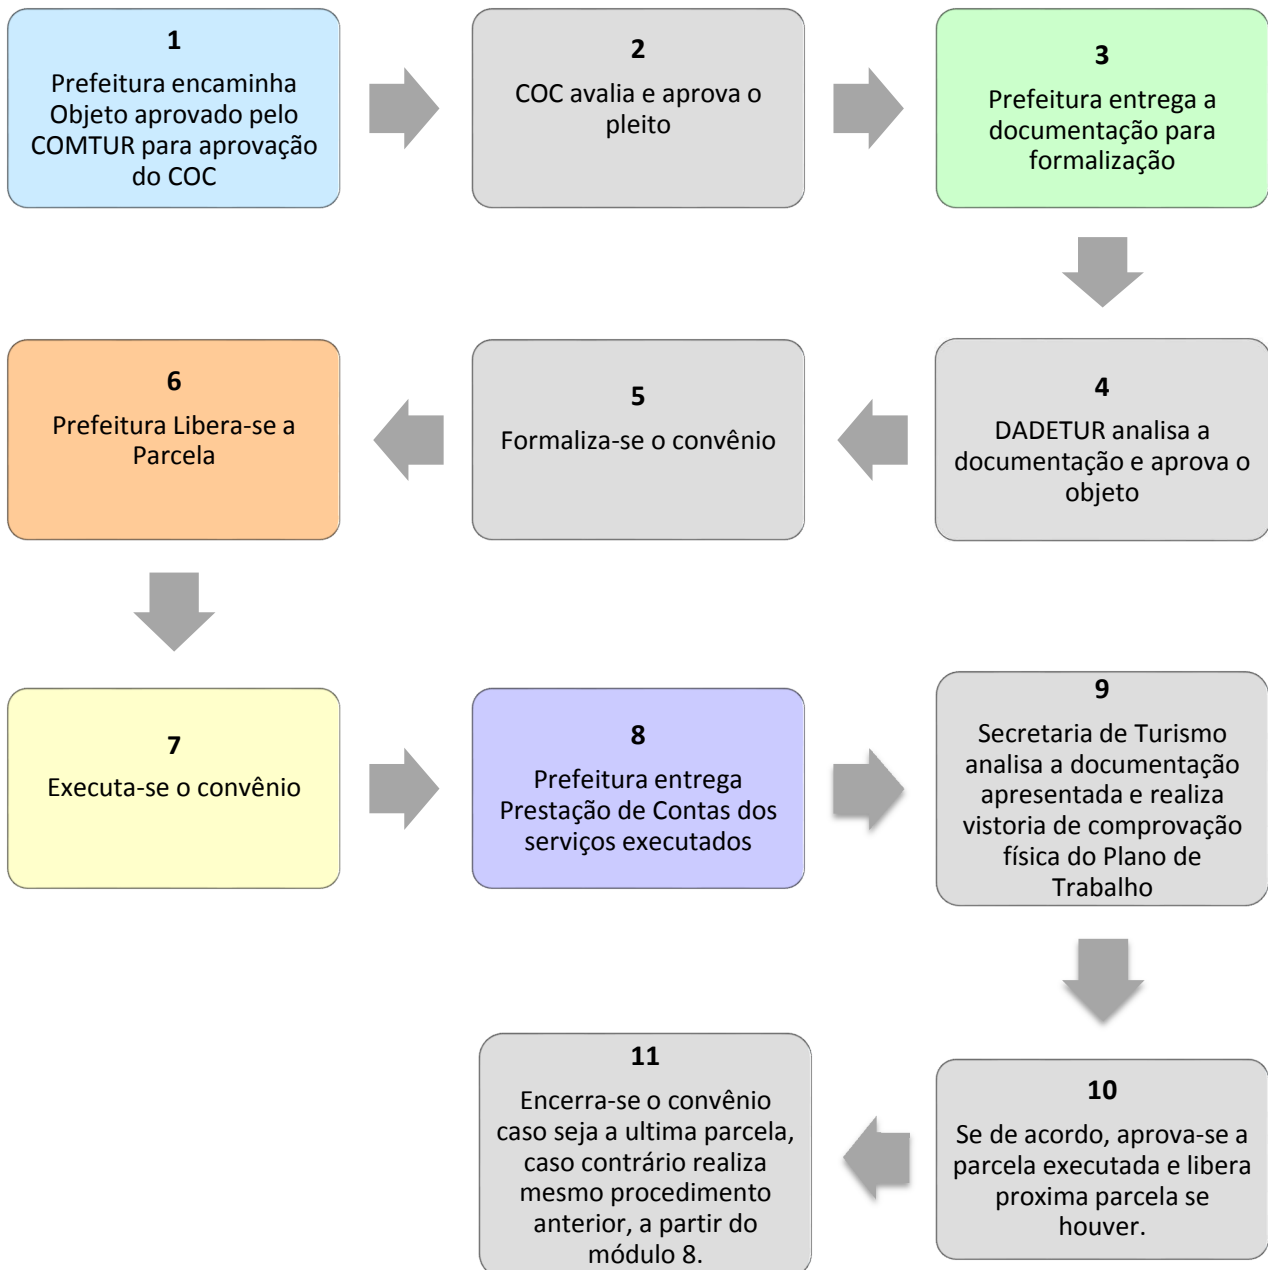 1
Prefeitura encaminha
Objeto aprovado pelo
COMTUR para aprovação
do COC
2
COC avalia e aprova o
pleito
3
Prefeitura entrega a
documentação para
formalização
4
DADETUR analisa a
documentação e aprova o
objeto
5
Formaliza-se o convênio
6
Prefeitura Libera-se a
Parcela
7
Executa-se o convênio
8
Prefeitura entrega
Prestação de Contas dos
serviços executados
9
Secretaria de Turismo
analisa a documentação
apresentada e realiza
vistoria de comprovação
física do Plano de
Trabalho
10
Se de acordo, aprova-se a
parcela executada e libera
proxima parcela se
houver.
11
Encerra-se o convênio
caso seja a ultima parcela,
caso contrário realiza
mesmo procedimento
anterior, a partir do
módulo 8.